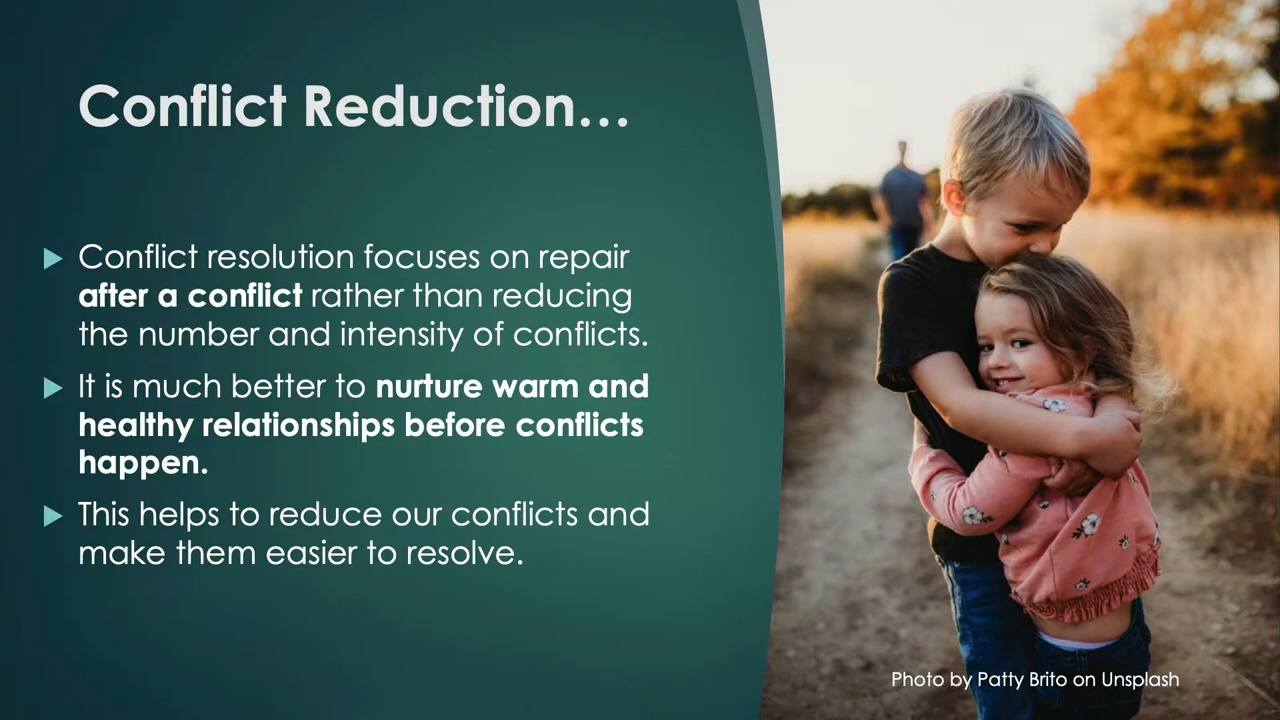 Conflict Reduction...
Conflict resolution focuses on repair
after a conflict rather than reducing
the number and intensity of conflicts.
It is much better to nurture warm and
healthy relationships before conflicts
happen.
This helps to reduce our conflicts and
make them easier to resolve.
Photo by Patty Brito on Unsplash